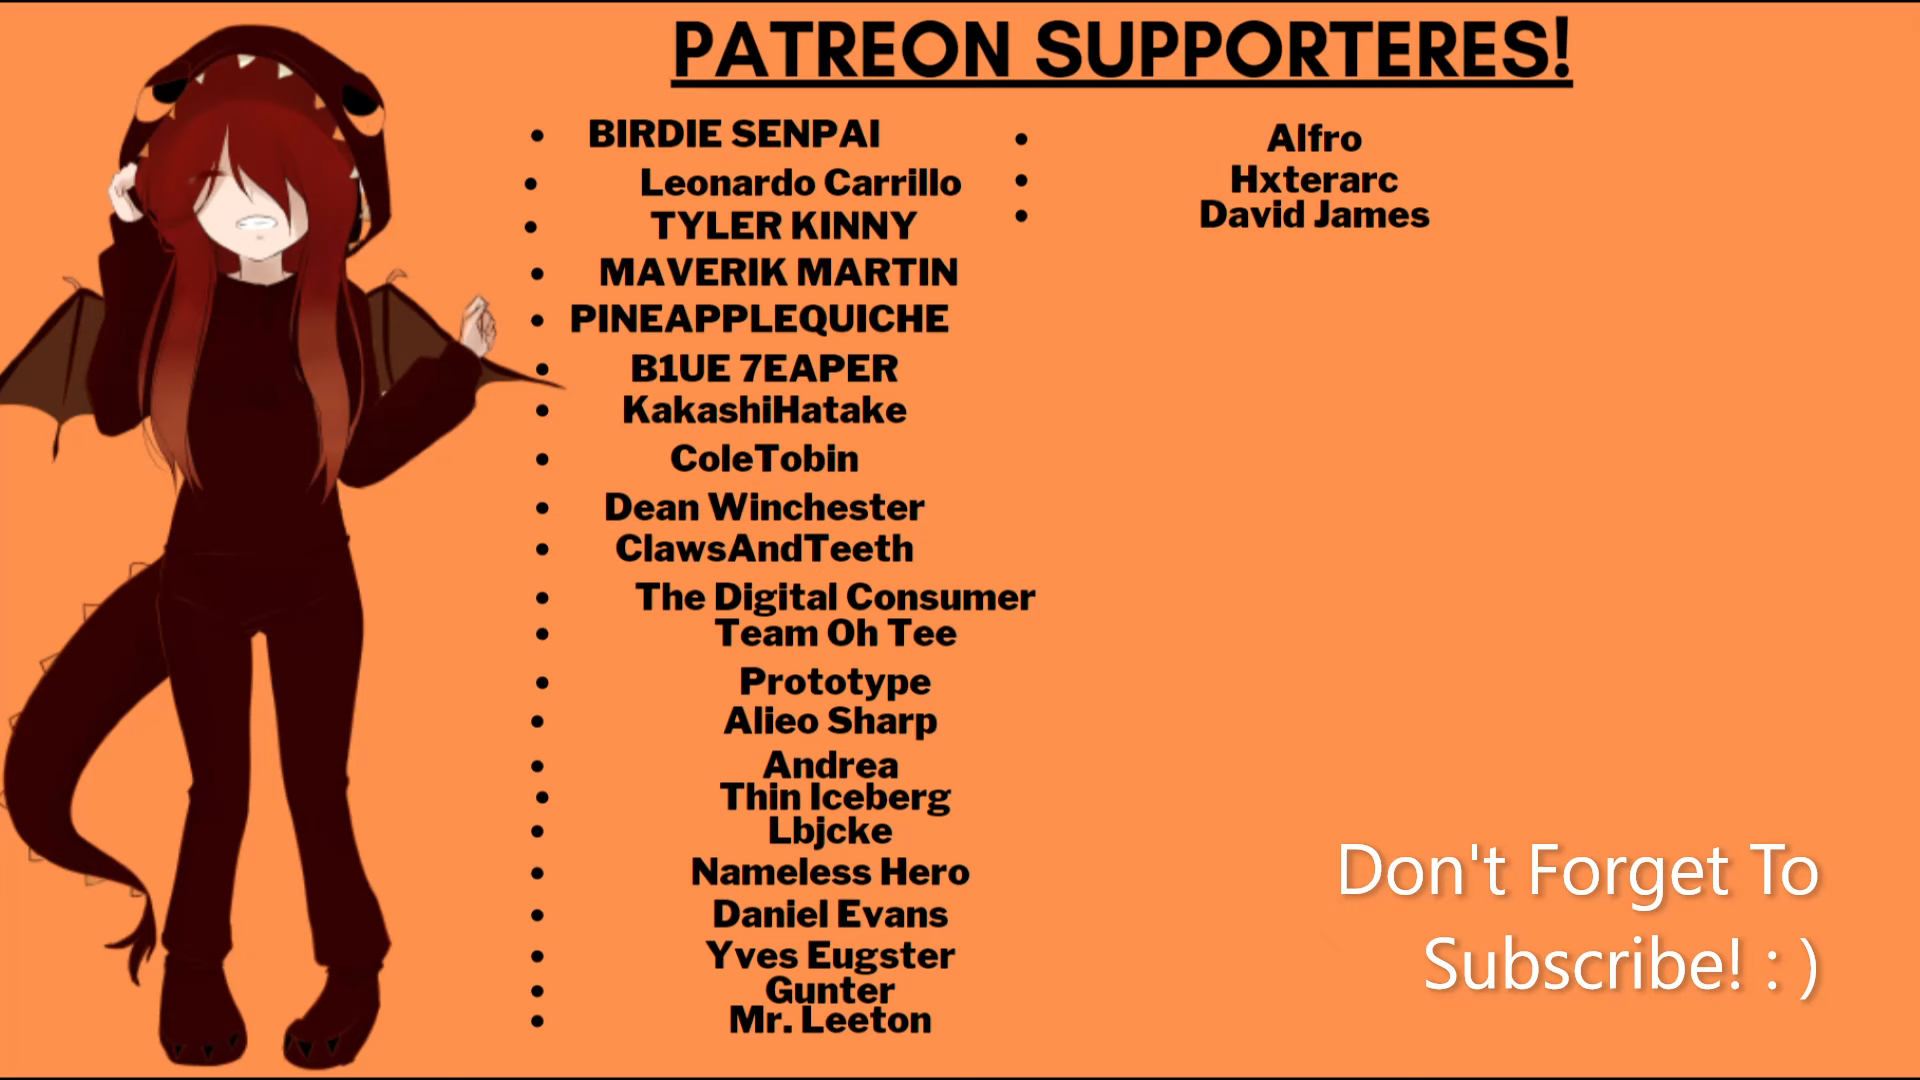 PATREON SUPPORTERES!
• BIRDIE SENPAI
• Leonardo Carrillo
• TYLER KINNY
• MAVERIK MARTIN
• PINEAPPLEQUICHE
• B1UE 7EAPER
• KakashiHatake
• ColeTobin
• Dean Winchester
• ClawsAndTeeth
• The Digital Consumer
• Team Oh Tee
• Prototype
• Alieo Sharp
• Andrea
• Thin Iceberg
• Lbjcke
• Nameless Hero
• Daniel Evans
• Yves Eugster
• Gunter
• Mr. Leeton
• Alfro
• Hxterarc
• David James
Don't Forget To
Subscribe! : )